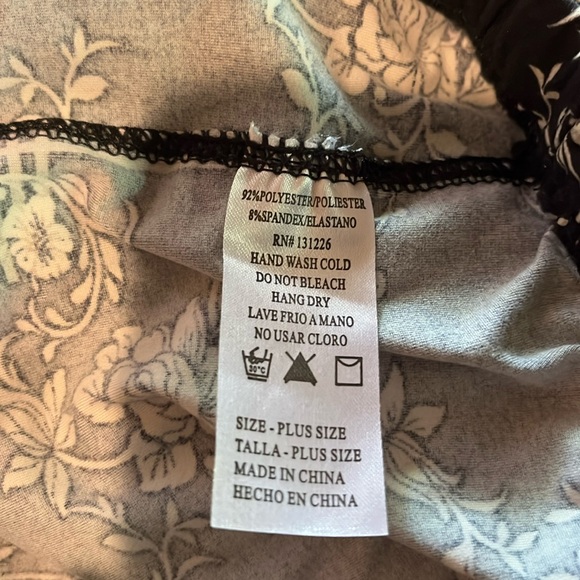 92%POLYESTER/POLIESTER
8%SPANDEX/ELASTANO
RN# 131226
HAND WASH COLD
DO NOT BLEACH
HANG DRY
LAVE FRIO A MANO
NO USAR CLORO
30°C
SIZE - PLUS SIZE
TALLA - PLUS SIZE
MADE IN CHINA
HECHO EN CHINA